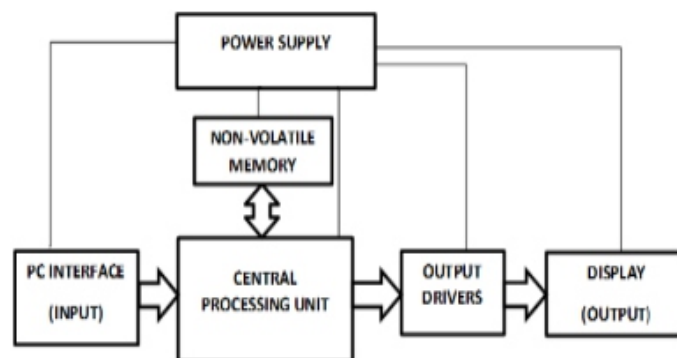 POWER SUPPLY
NON-VOLATILE
MEMORY
PC INTERFACE
(INPUT)
CENTRAL
PROCESSING UNIT
OUTPUT
DRIVERS
DISPLAY
(OUTPUT)